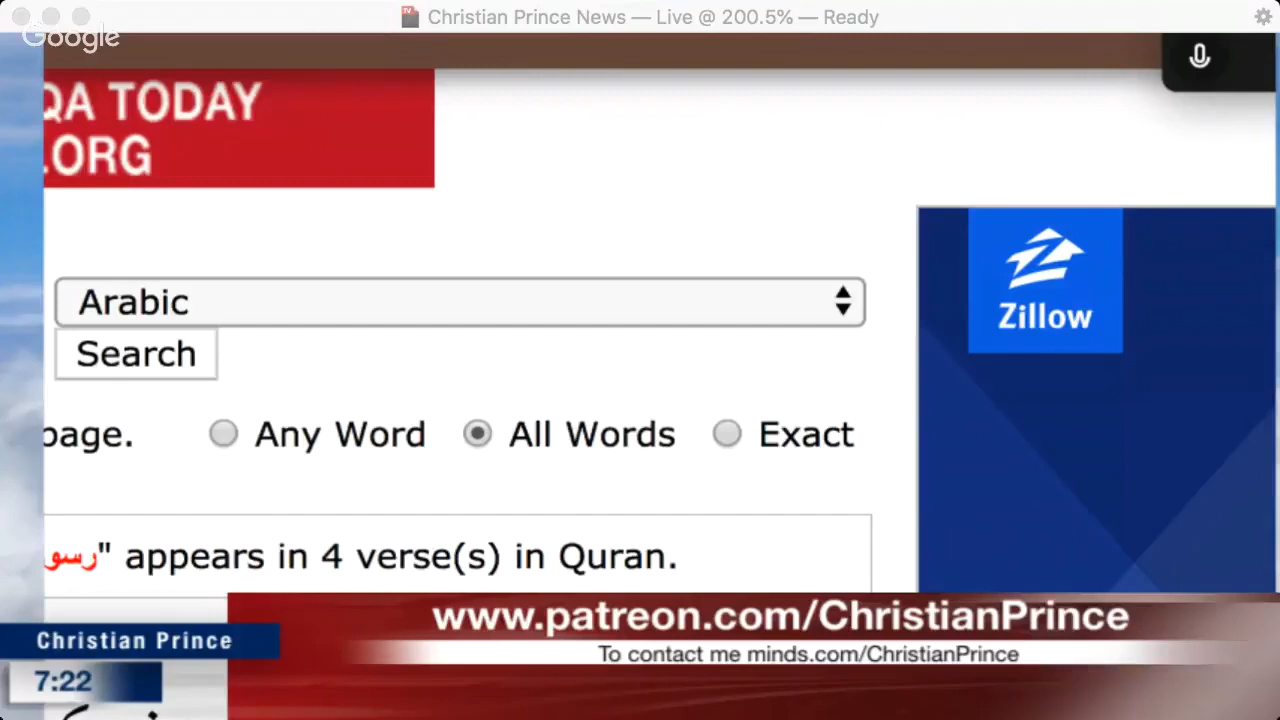 Christian Prince News — Live @ 200.5% — Ready
Google
QA TODAY
.ORG
Zillow
Arabic
Search
page.
Any Word
All Words
Exact
رسو" appears in 4 verse(s) in Quran.
www.patreon.com/ChristianPrince
Christian Prince
To contact me minds.com/ChristianPrince
7:22